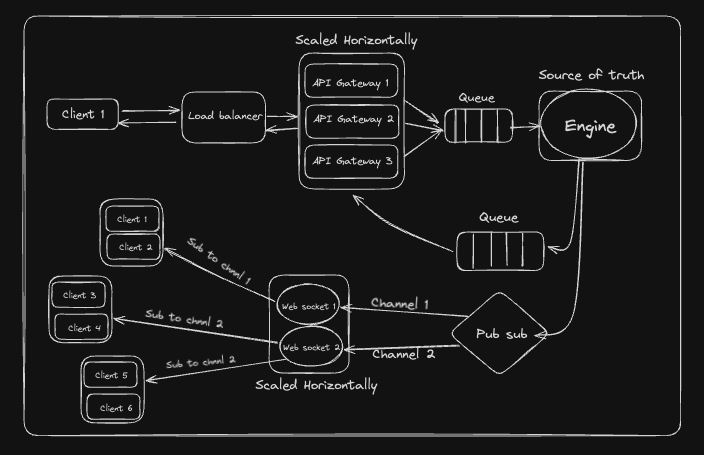 Scaled Horizontally
API Gateway 1
API Gateway 2
API Gateway 3
Client 1
Load balancer
Queue
Source of truth
Engine
Queue
Client 1
Client 2
Sub to chnnl 1
Client 3
Client 4
Sub to chnnl 2
Client 5
Client 6
Sub to chnnl 2
Web socket 1
Web socket 2
Scaled Horizontally
Channel 1
Channel 2
Pub sub